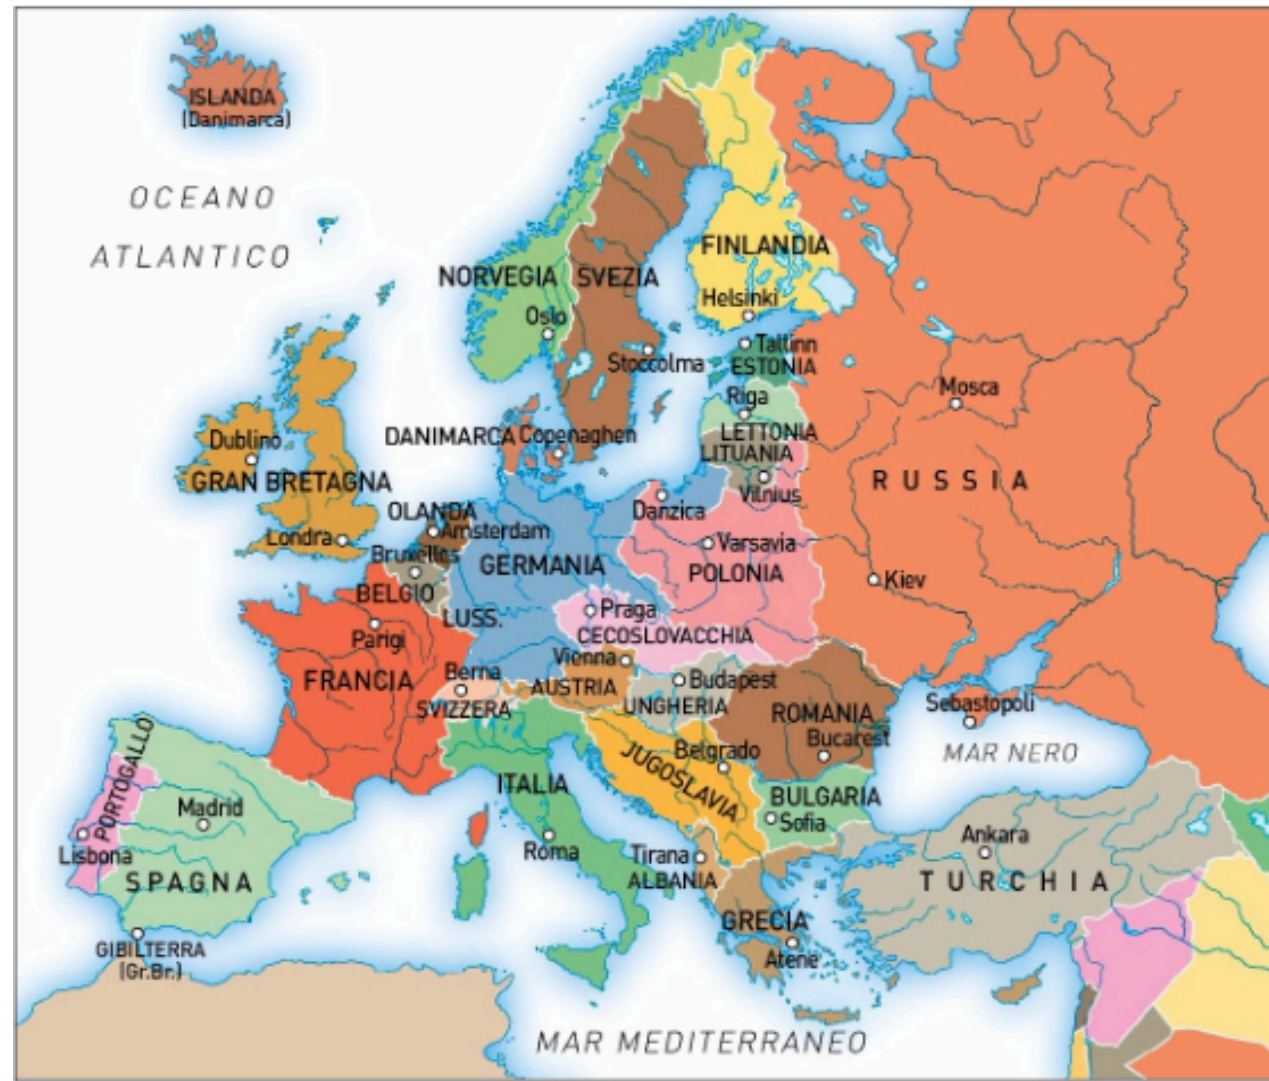 ISLANDA
(Danimarca)
OCEANO
ATLANTICO
NORVEGIA
SVEZIA
FINLANDIA
Helsinki
Oslo
Stoccolma
Tallinn
ESTONIA
Riga
LETTONIA
LITUANIA
Vilnius
Mosca
RUSSIA
Dublino
GRAN BRETAGNA
Londra
DANIMARCA
Copenaghen
OLANDA
Amsterdam
Bruxelles
BELGIO
LUSS.
GERMANIA
Danzica
Varsavia
POLONIA
Kiev
Praga
CECOSLOVACCHIA
Parigi
FRANCIA
Berna
SVIZZERA
Vienna
AUSTRIA
Budapest
UNGHERIA
ROMANIA
Bucarest
Sebastopoli
MAR NERO
JUGOSLAVIA
Belgrado
BULGARIA
Sofia
ITALIA
Roma
PORTOGALLO
Lisbona
Madrid
SPAGNA
GIBILTERRA
(Gr.Br.)
Tirana
ALBANIA
GRECIA
Atene
Ankara
TURCHIA
MAR MEDITERRANEO